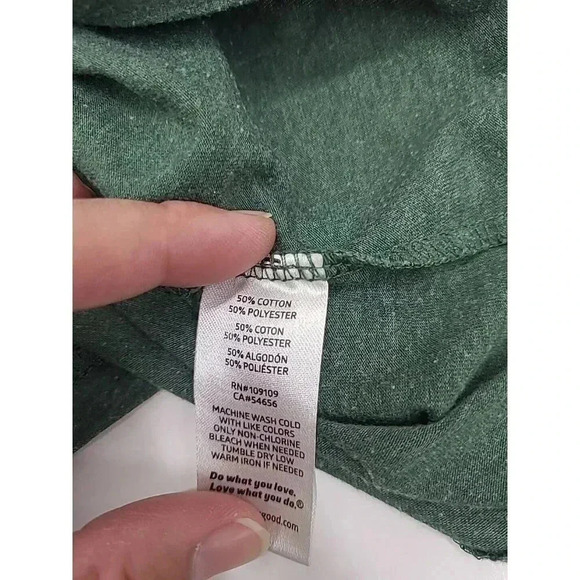 50% COTTON
50% POLYESTER
50% COTON
50% POLYESTER
50% ALGODÓN
50% POLIÉSTER
RN#109109
CA#54656
MACHINE WASH COLD
WITH LIKE COLORS
ONLY NON-CHLORINE
BLEACH WHEN NEEDED
TUMBLE DRY LOW
WARM IRON IF NEEDED
Do what you love.
Love what you do.®
good.com